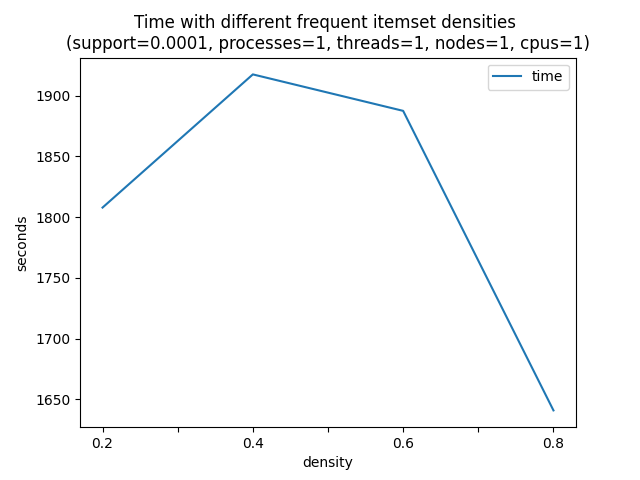 Time with different frequent itemset densities
(support=0.0001, processes=1, threads=1, nodes=1, cpus=1)
time
1900
1850
1800
1750
1700
1650
seconds
0.2 0.4 0.6 0.8
density